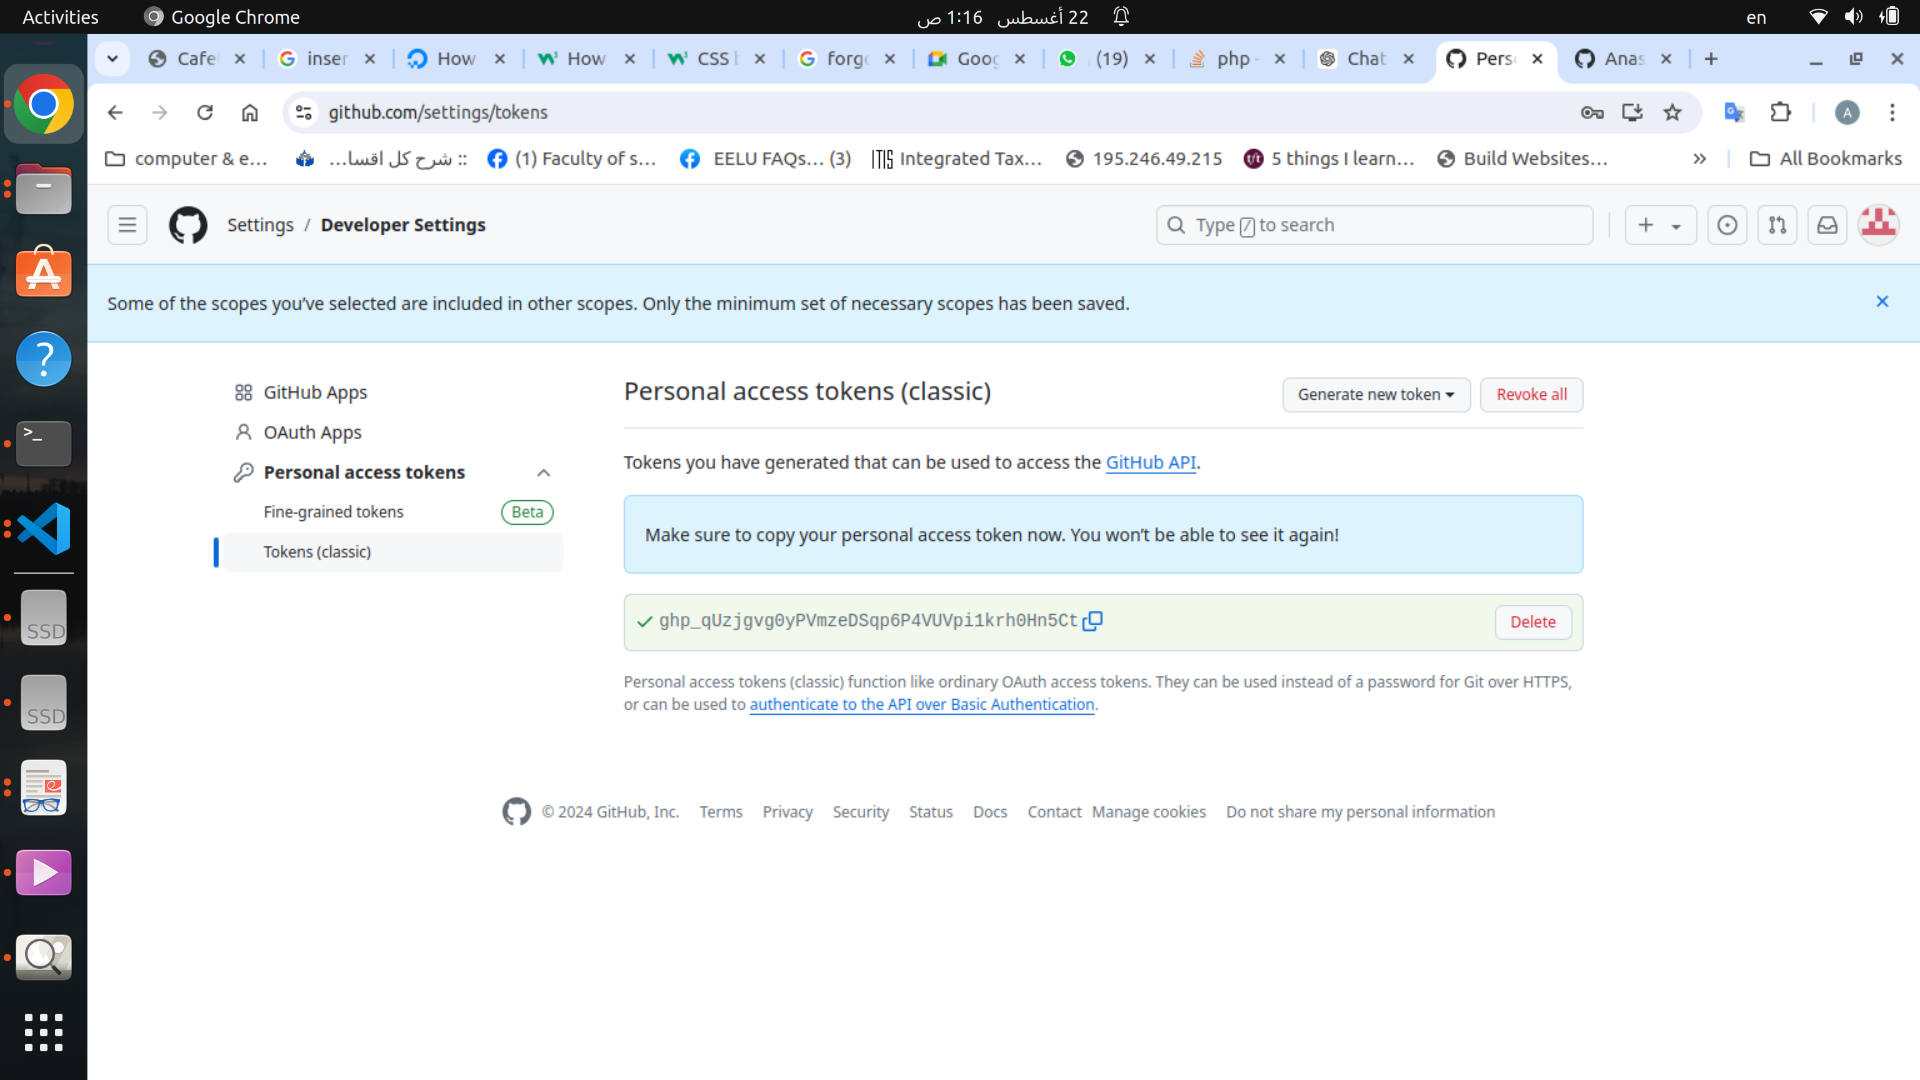 Activities
Google Chrome
22 أغسطس 1:16 ص
en
Cafe
inser
How
How
CSS
forg
Goog
(19)
php
Chat
Pers
Anas
github.com/settings/tokens
A
computer & e...
:: شرح كل اقسا...
(1) Faculty of s...
EELU FAQs... (3)
ITIS Integrated Tax...
195.246.49.215
5 things I learn...
Build Websites...
All Bookmarks
Settings / Developer Settings
Type / to search
Some of the scopes you’ve selected are included in other scopes. Only the minimum set of necessary scopes has been saved.
GitHub Apps
OAuth Apps
Personal access tokens
Fine-grained tokens
Beta
Tokens (classic)
Personal access tokens (classic)
Generate new token
Revoke all
Tokens you have generated that can be used to access the GitHub API.
Make sure to copy your personal access token now. You won’t be able to see it again!
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
Delete
Personal access tokens (classic) function like ordinary OAuth access tokens. They can be used instead of a password for Git over HTTPS,
or can be used to authenticate to the API over Basic Authentication.
© 2024 GitHub, Inc.
Terms
Privacy
Security
Status
Docs
Contact
Manage cookies
Do not share my personal information
SSD
SSD